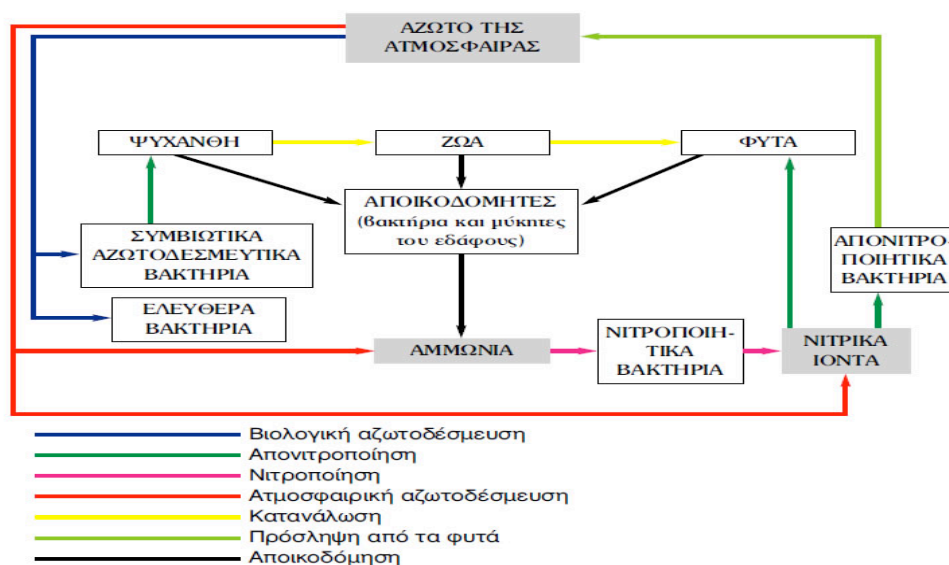 ΑΖΩΤΟ ΤΗΣ
ΑΤΜΟΣΦΑΙΡΑΣ
ΨΥΧΑΝΘΗ
ΖΩΑ
ΦΥΤΑ
ΑΠΟΙΚΟΔΟΜΗΤΕΣ
(βακτήρια και μύκητες
του εδάφους)
ΣΥΜΒΙΩΤΙΚΑ
ΑΖΩΤΟΔΕΣΜΕΥΤΙΚΑ
ΒΑΚΤΗΡΙΑ
ΑΠΟΝΙΤΡΟ-
ΠΟΙΗΤΙΚΑ
ΒΑΚΤΗΡΙΑ
ΕΛΕΥΘΕΡΑ
ΒΑΚΤΗΡΙΑ
ΑΜΜΩΝΙΑ
ΝΙΤΡΟΠΟΙΗ-
ΤΙΚΑ
ΒΑΚΤΗΡΙΑ
ΝΙΤΡΙΚΑ
ΙΟΝΤΑ
Βιολογική αζωτοδέσμευση
Απονιτροποίηση
Νιτροποίηση
Ατμοσφαιρική αζωτοδέσμευση
Κατανάλωση
Πρόσληψη από τα φυτά
Αποικοδόμηση